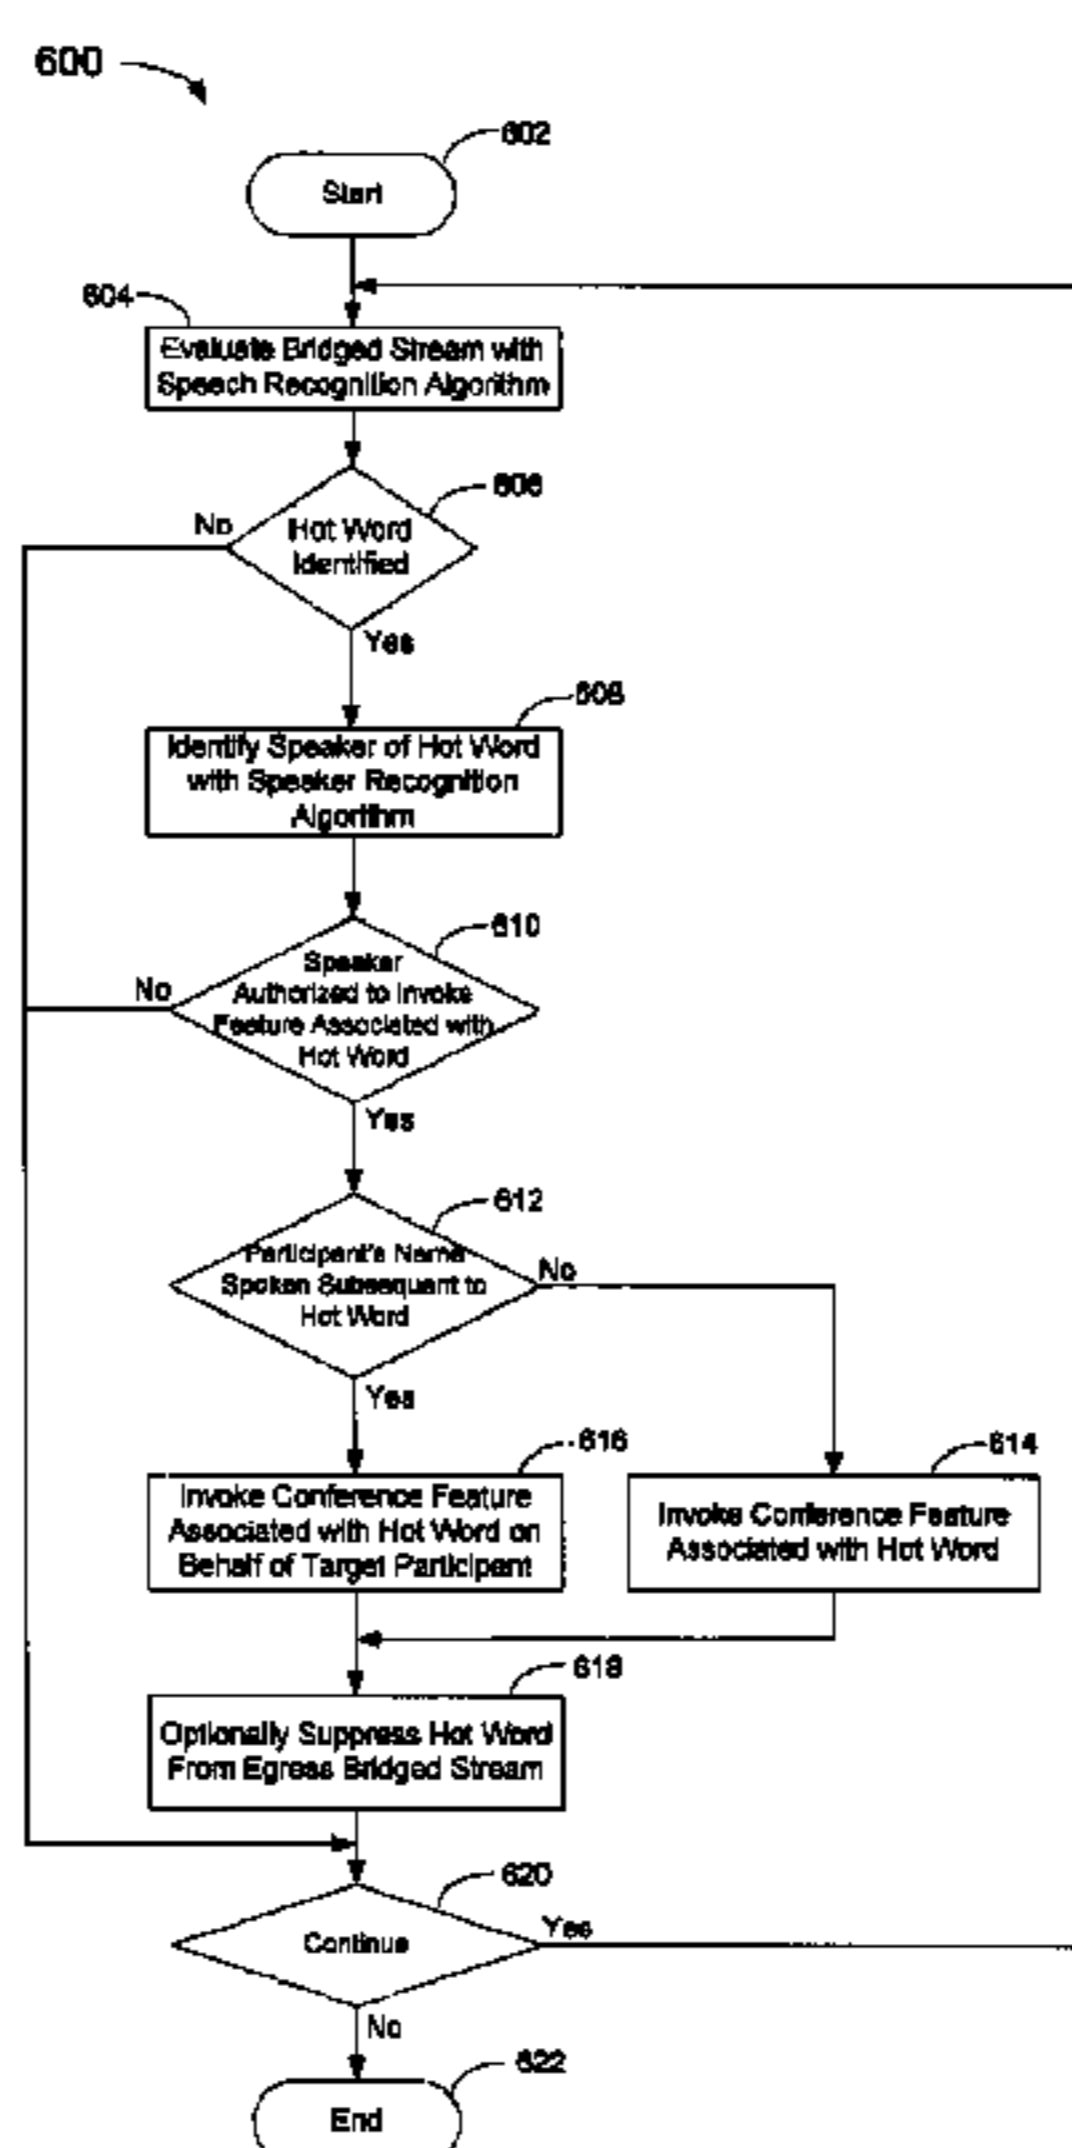 600
602
Start
604
Evaluate Bridged Stream with
Speech Recognition Algorithm
606
No
Hot Word
Identified
Yes
608
Identify Speaker of Hot Word
with Speaker Recognition
Algorithm
610
No
Speaker
Authorized to Invoke
Feature Associated with
Hot Word
Yes
612
Participant's Name
Spoken Subsequent to
Hot Word
No
Yes
616
614
Invoke Conference Feature
Associated with Hot Word on
Behalf of Target Participant
Invoke Conference Feature
Associated with Hot Word
618
Optionally Suppress Hot Word
From Egress Bridged Stream
620
Continue
Yes
No
622
End